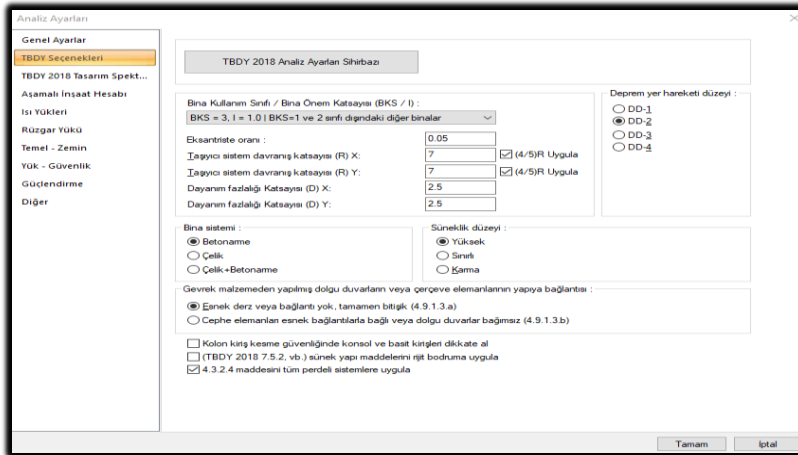 Analiz Ayarları
Genel Ayarlar
TBDY Seçenekleri
TBDY 2018 Tasarım Spekt...
Aşamalı İnşaat Hesabı
Isı Yükleri
Rüzgar Yükü
Temel - Zemin
Yük - Güvenlik
Güçlendirme
Diğer
TBDY 2018 Analiz Ayarları Sihirbazı
Bina Kullanım Sınıfı / Bina Önem Katsayısı (BKS / I) :
BKS = 3, I = 1.0 | BKS=1 ve 2 sınıfı dışındaki diğer binalar
Eksantriste oranı : 0.05
Taşıyıcı sistem davranış katsayısı (R) X: 7 (4/5)R Uygula
Taşıyıcı sistem davranış katsayısı (R) Y: 7 (4/5)R Uygula
Dayanım fazlalığı Katsayısı (D) X: 2.5
Dayanım fazlalığı Katsayısı (D) Y: 2.5
Deprem yer hareketi düzeyi :
DD-1
DD-2
DD-3
DD-4
Bina sistemi :
Betonarme
Çelik
Çelik+Betonarme
Süneklik düzeyi :
Yüksek
Sınırlı
Karma
Gevrek malzemeden yapılmış dolgu duvarların veya çerçeve elemanlarının yapıya bağlantısı :
Esnek derz veya bağlantı yok, tamamen bitişik (4.9.1.3.a)
Cephe elemanları esnek bağlantılarla bağlı veya dolgu duvarlar bağımsız (4.9.1.3.b)
Kolon kiriş kesme güvenliğinde konsol ve basit kirişleri dikkate al
(TBDY 2018 7.5.2, vb.) sünek yapı maddelerini rijit bodruma uygula
4.3.2.4 maddesini tüm perdeli sistemlere uygula
Tamam İptal